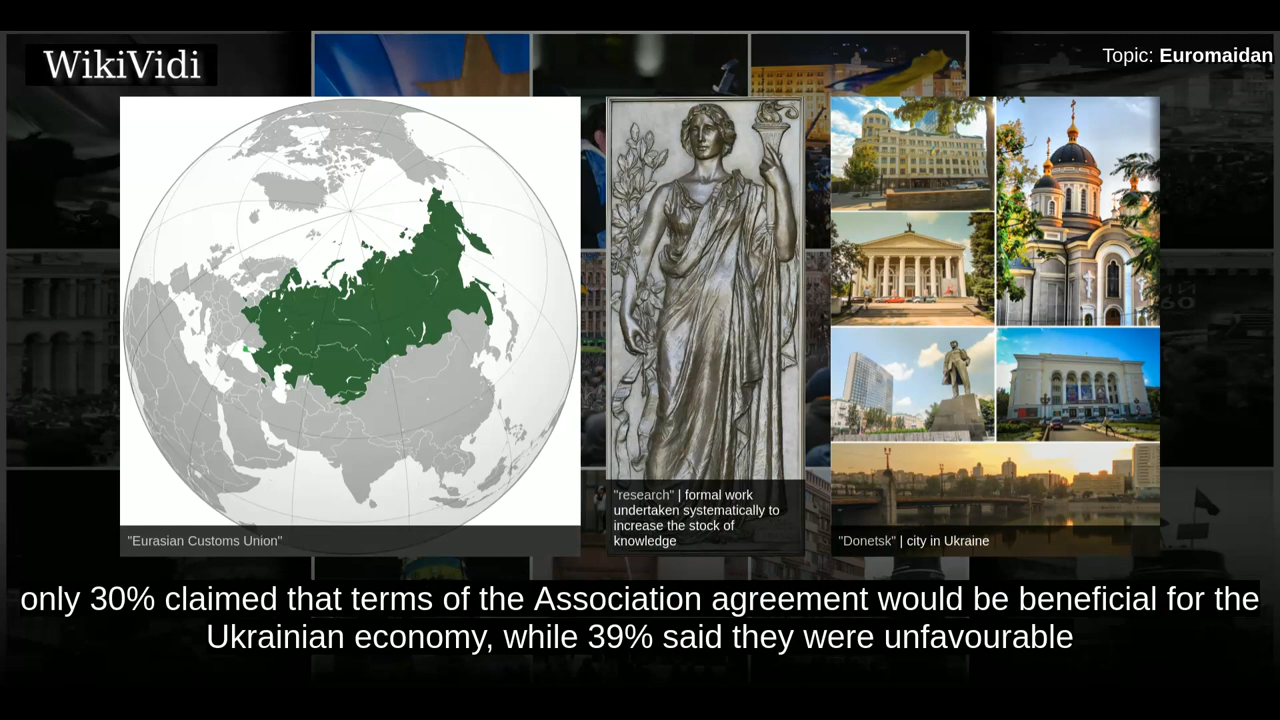 WikiVidi
Topic: Euromaidan
"Eurasian Customs Union"
"research" | formal work
undertaken systematically to
increase the stock of
knowledge
"Donetsk" | city in Ukraine
only 30% claimed that terms of the Association agreement would be beneficial for the
Ukrainian economy, while 39% said they were unfavourable